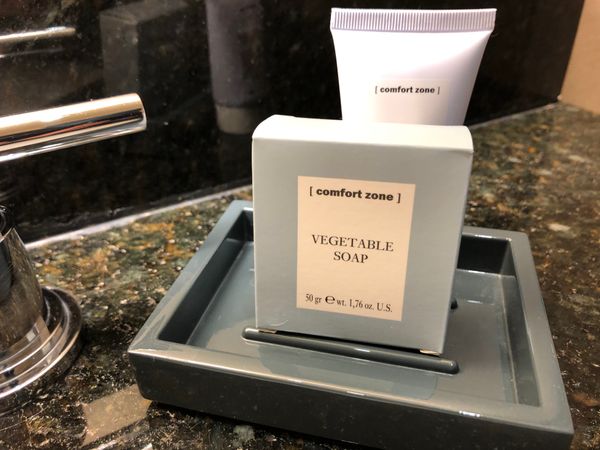 [ comfort zone ]
[ comfort zone ]
VEGETABLE
SOAP
50 gr ℮ wt. 1,76 oz. U.S.